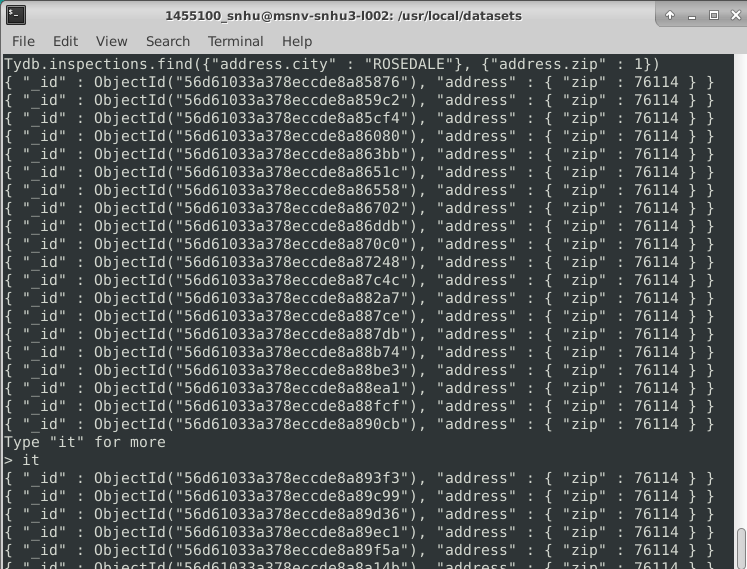 1455100_snhu@msnv-snhu3-l002: /usr/local/datasets
File Edit View Search Terminal Help
Tydb.inspections.find({"address.city" : "ROSEDALE"}, {"address.zip" : 1})
{ "_id" : ObjectId("56d61033a378eccde8a85876"), "address" : { "zip" : 76114 } }
{ "_id" : ObjectId("56d61033a378eccde8a859c2"), "address" : { "zip" : 76114 } }
{ "_id" : ObjectId("56d61033a378eccde8a85cf4"), "address" : { "zip" : 76114 } }
{ "_id" : ObjectId("56d61033a378eccde8a86080"), "address" : { "zip" : 76114 } }
{ "_id" : ObjectId("56d61033a378eccde8a863bb"), "address" : { "zip" : 76114 } }
{ "_id" : ObjectId("56d61033a378eccde8a8651c"), "address" : { "zip" : 76114 } }
{ "_id" : ObjectId("56d61033a378eccde8a86558"), "address" : { "zip" : 76114 } }
{ "_id" : ObjectId("56d61033a378eccde8a86702"), "address" : { "zip" : 76114 } }
{ "_id" : ObjectId("56d61033a378eccde8a86ddb"), "address" : { "zip" : 76114 } }
{ "_id" : ObjectId("56d61033a378eccde8a870c0"), "address" : { "zip" : 76114 } }
{ "_id" : ObjectId("56d61033a378eccde8a87248"), "address" : { "zip" : 76114 } }
{ "_id" : ObjectId("56d61033a378eccde8a87c4c"), "address" : { "zip" : 76114 } }
{ "_id" : ObjectId("56d61033a378eccde8a882a7"), "address" : { "zip" : 76114 } }
{ "_id" : ObjectId("56d61033a378eccde8a887ce"), "address" : { "zip" : 76114 } }
{ "_id" : ObjectId("56d61033a378eccde8a887db"), "address" : { "zip" : 76114 } }
{ "_id" : ObjectId("56d61033a378eccde8a88b74"), "address" : { "zip" : 76114 } }
{ "_id" : ObjectId("56d61033a378eccde8a88be3"), "address" : { "zip" : 76114 } }
{ "_id" : ObjectId("56d61033a378eccde8a88ea1"), "address" : { "zip" : 76114 } }
{ "_id" : ObjectId("56d61033a378eccde8a88fcf"), "address" : { "zip" : 76114 } }
{ "_id" : ObjectId("56d61033a378eccde8a890cb"), "address" : { "zip" : 76114 } }
Type "it" for more
> it
{ "_id" : ObjectId("56d61033a378eccde8a893f3"), "address" : { "zip" : 76114 } }
{ "_id" : ObjectId("56d61033a378eccde8a89c99"), "address" : { "zip" : 76114 } }
{ "_id" : ObjectId("56d61033a378eccde8a89d36"), "address" : { "zip" : 76114 } }
{ "_id" : ObjectId("56d61033a378eccde8a89ec1"), "address" : { "zip" : 76114 } }
{ "_id" : ObjectId("56d61033a378eccde8a89f5a"), "address" : { "zip" : 76114 } }
{ "_id" : ObjectId("56d61033a378eccde8a8a14b"), "address" : { "zip" : 76114 } }